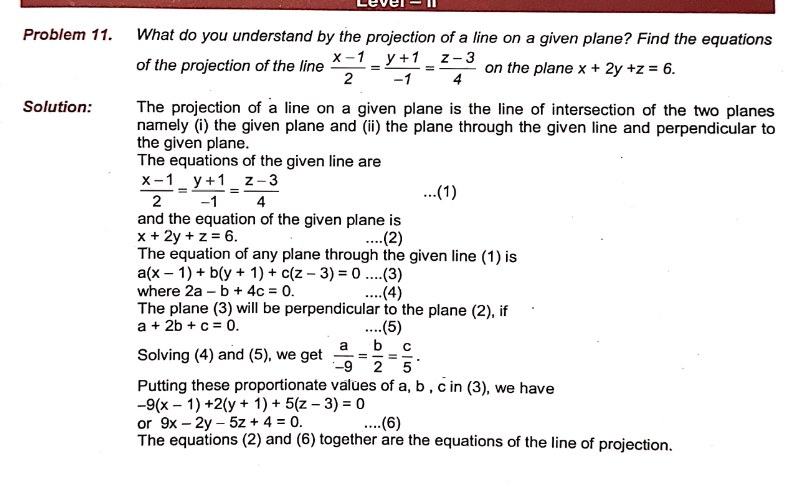 Level – II
Problem 11. What do you understand by the projection of a line on a given plane? Find the equations
of the projection of the line (x – 1)/2 = (y + 1)/–1 = (z – 3)/4 on the plane x + 2y +z = 6.
Solution: The projection of a line on a given plane is the line of intersection of the two planes
namely (i) the given plane and (ii) the plane through the given line and perpendicular to
the given plane.
The equations of the given line are
(x – 1)/2 = (y + 1)/–1 = (z – 3)/4 ...(1)
and the equation of the given plane is
x + 2y + z = 6. ....(2)
The equation of any plane through the given line (1) is
a(x – 1) + b(y + 1) + c(z – 3) = 0 ....(3)
where 2a – b + 4c = 0. ....(4)
The plane (3) will be perpendicular to the plane (2), if
a + 2b + c = 0. ....(5)
Solving (4) and (5), we get a/–9 = b/2 = c/5.
Putting these proportionate values of a, b , c in (3), we have
–9(x – 1) +2(y + 1) + 5(z – 3) = 0
or 9x – 2y – 5z + 4 = 0. ....(6)
The equations (2) and (6) together are the equations of the line of projection.